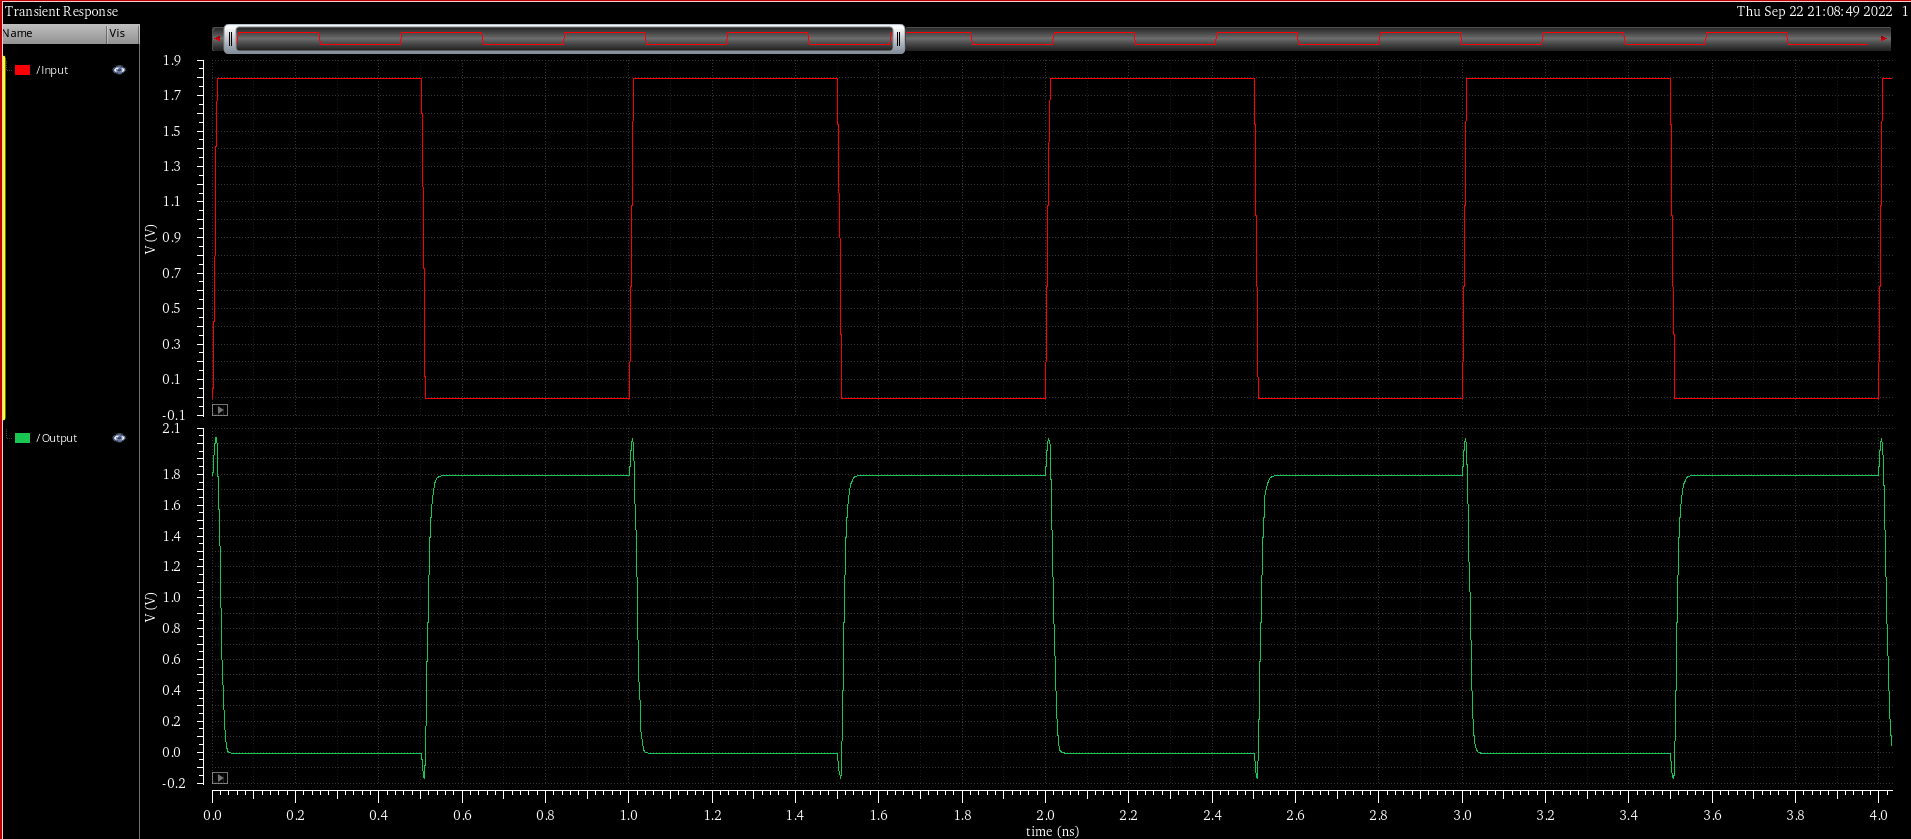 Transient Response
Thu Sep 22 21:08:49 2022 1
Name Vis
/Input
1.9
1.7
1.5
1.3
1.1
0.9
0.7
0.5
0.3
0.1
-0.1
V (V)
/Output
2.1
1.8
1.6
1.4
1.2
1.0
0.8
0.6
0.4
0.2
0.0
-0.2
V (V)
0.0 0.2 0.4 0.6 0.8 1.0 1.2 1.4 1.6 1.8 2.0 2.2 2.4 2.6 2.8 3.0 3.2 3.4 3.6 3.8 4.0
time (ns)